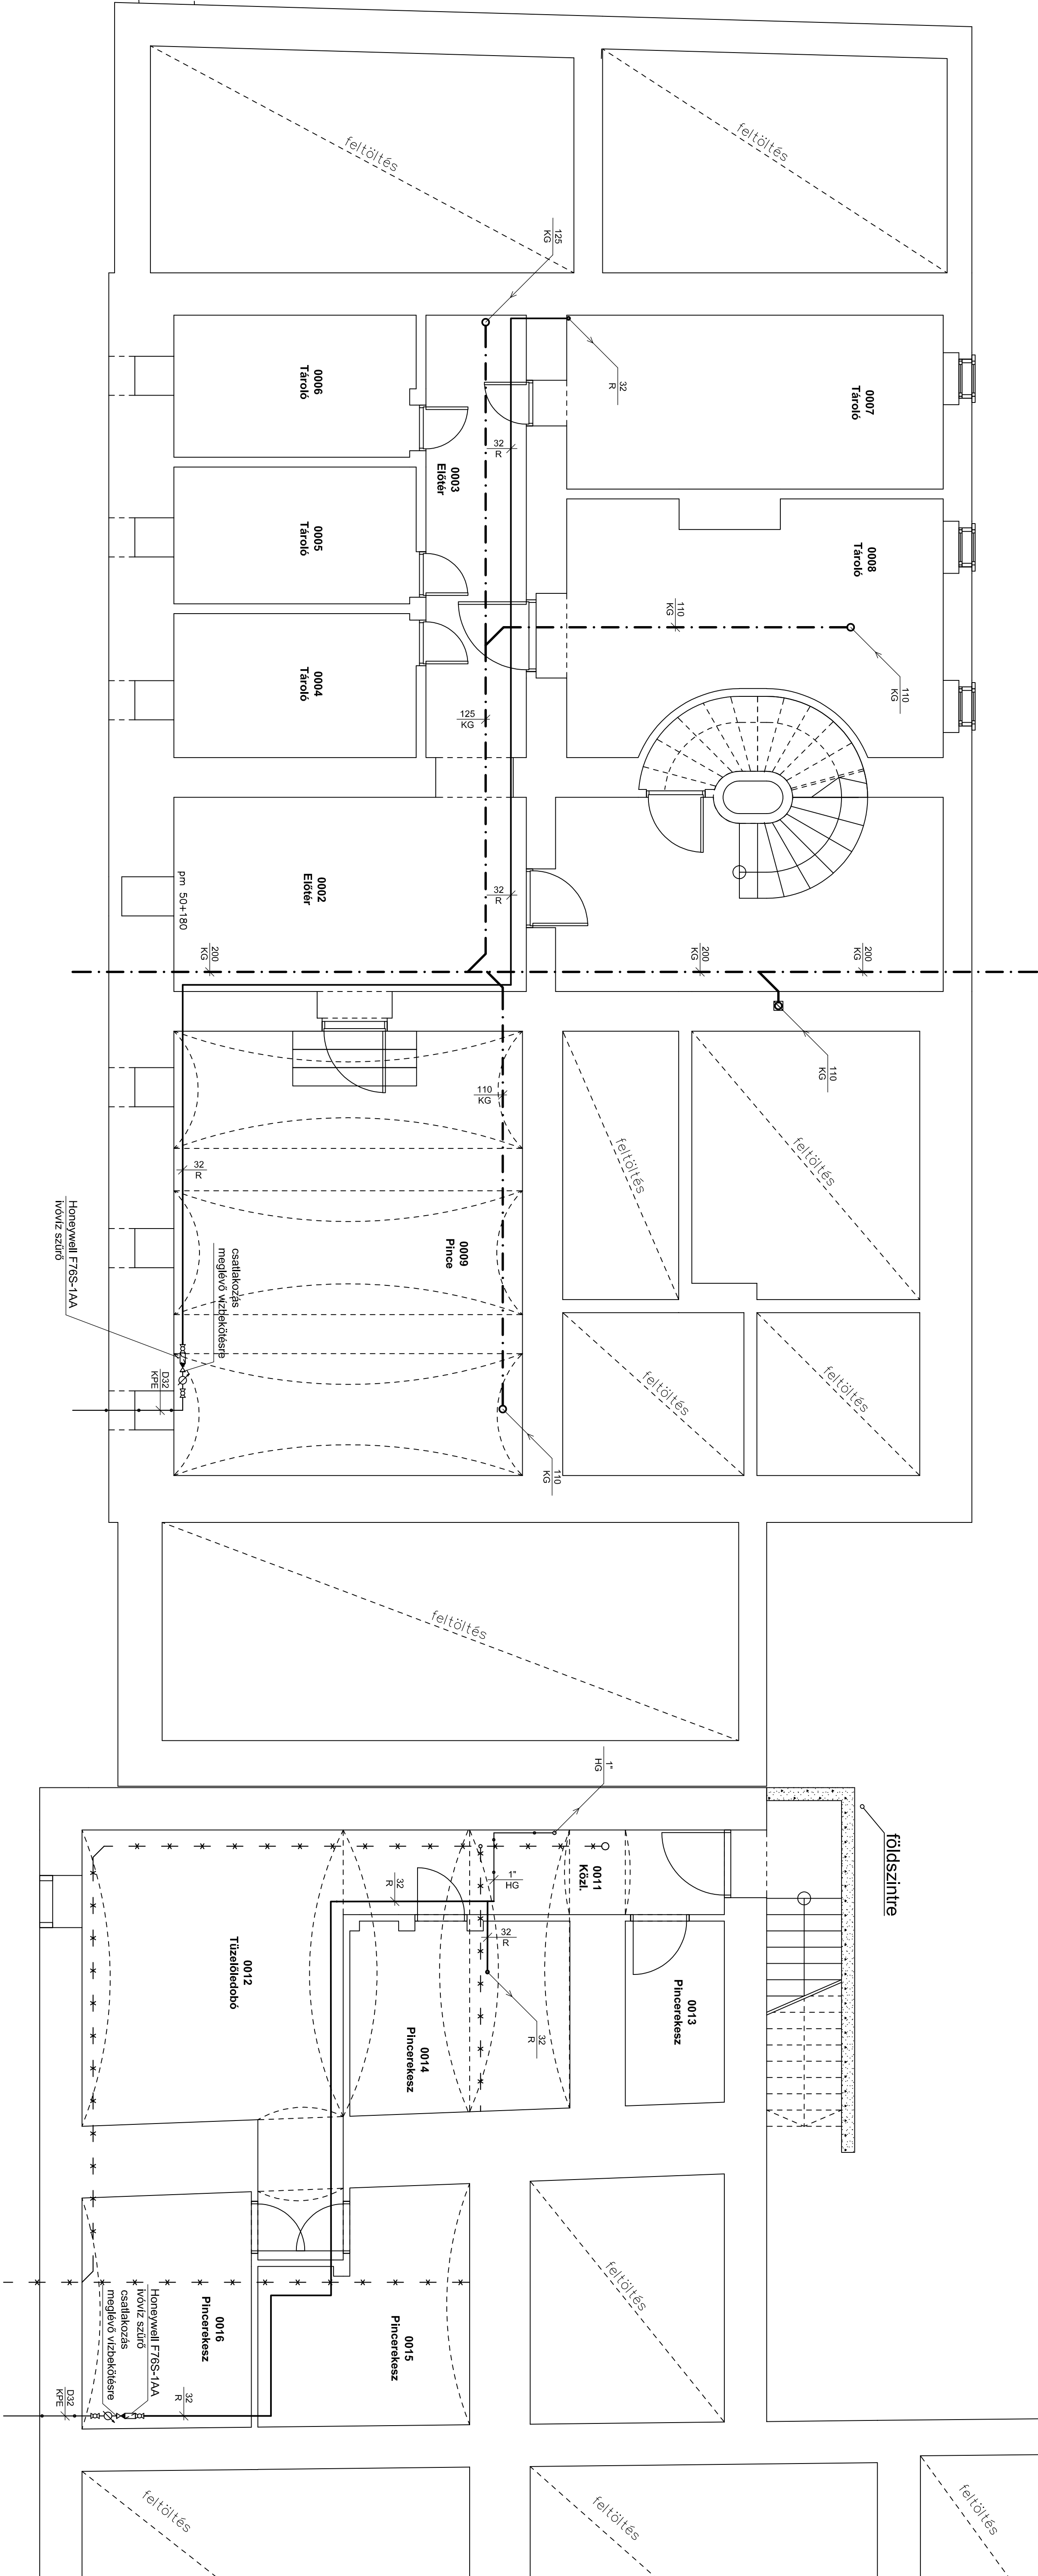 feltöltés
feltöltés
125
KG
32
R
0006
Tároló
0007
Tároló
32
R
0003
Előtér
0005
Tároló
0008
Tároló
110
KG
110
KG
0004
Tároló
125
KG
0002
Előtér
pm 50+180
32
R
200
KG
200
KG
200
KG
110
KG
110
KG
feltöltés
feltöltés
32
R
0009
Pince
Honeywell F76S-1AA
ivóvíz szűrő
csatlakozás
meglévő vízbekötésre
D32
KPE
feltöltés
feltöltés
110
KG
feltöltés
1"
HG
földszintre
0011
Közl.
1"
HG
32
R
32
R
0012
Tüzelőledobó
0013
Pincerekesz
0014
Pincerekesz
32
R
feltöltés
0016
Pincerekesz
0015
Pincerekesz
Honeywell F76S-1AA
ivóvíz szűrő
csatlakozás
meglévő vízbekötésre
32
R
D32
KPE
feltöltés
feltöltés
feltöltés